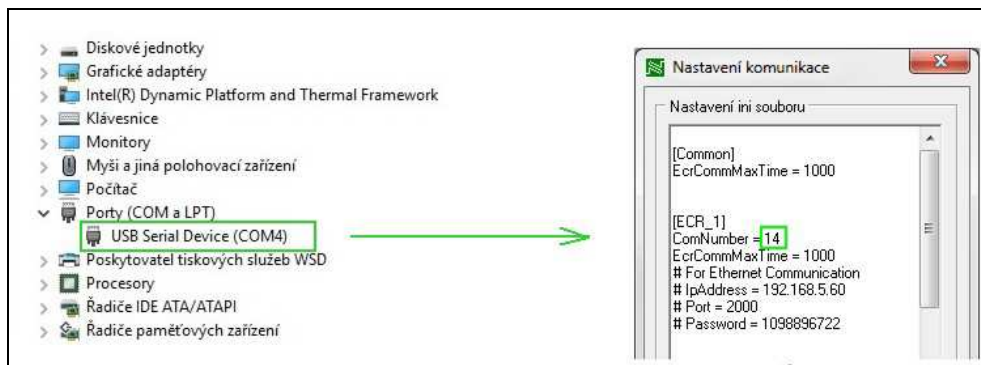 Diskové jednotky
Grafické adaptéry
Intel(R) Dynamic Platform and Thermal Framework
Klávesnice
Monitory
Myši a jiná polohovací zařízení
Počítač
Porty (COM a LPT)
USB Serial Device (COM4)
Poskytovatel tiskových služeb WSD
Procesory
Řadiče IDE ATA/ATAPI
Řadiče paměťových zařízení
Nastavení komunikace
Nastavení ini souboru
[Common]
EcrCommMaxTime = 1000
[ECR_1]
ComNumber = 14
EcrCommMaxTime = 1000
# For Ethernet Communication
# IpAddress = 192.168.5.60
# Port = 2000
# Password = 1098896722